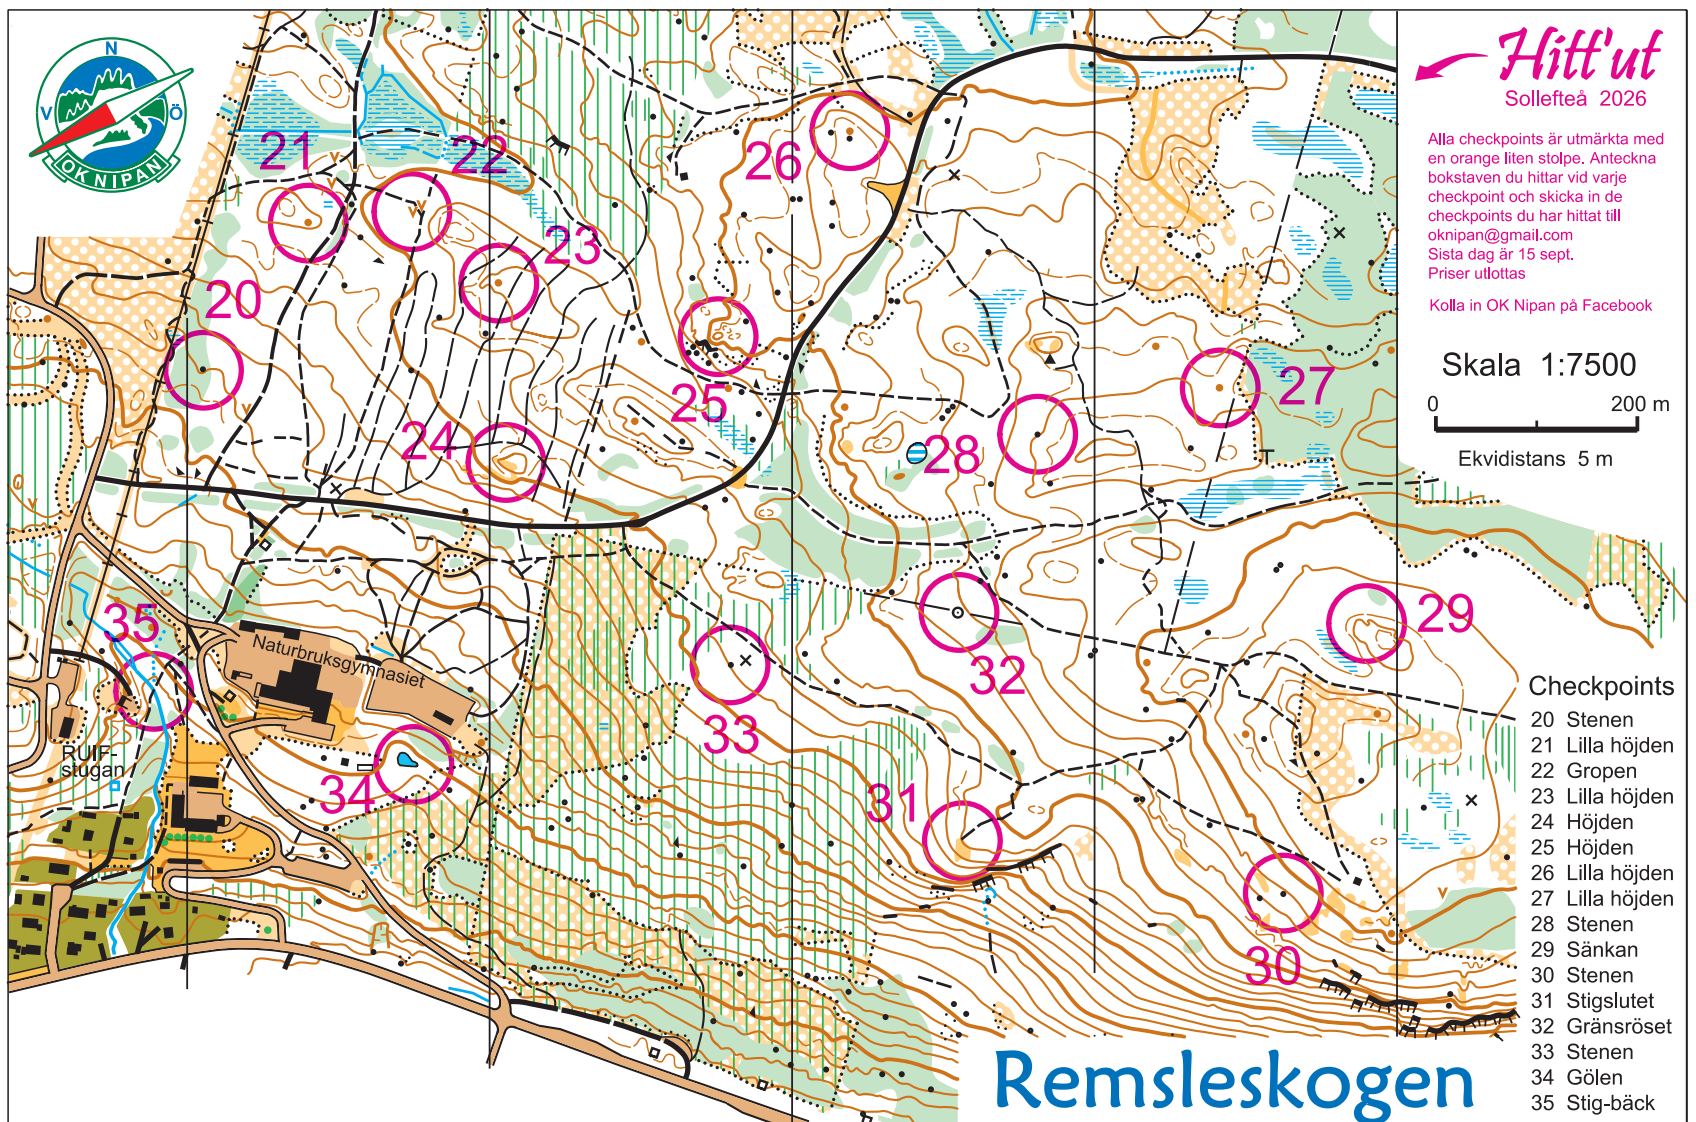 N
V
Ö
OK NIPAN
Hitt'ut
Sollefteå 2026
Alla checkpoints är utmärkta med
en orange liten stolpe. Anteckna
bokstaven du hittar vid varje
checkpoint och skicka in de
checkpoints du har hittat till
oknipan@gmail.com
Sista dag är 15 sept.
Priser utlottas
Kolla in OK Nipan på Facebook
Skala 1:7500
0 200 m
Ekvidistans 5 m
21
22
26
23
20
25
27
24
28
29
35
32
33
34
31
30
Naturbruksgymnasiet
RUIF-
stugan
Checkpoints
20 Stenen
21 Lilla höjden
22 Gropen
23 Lilla höjden
24 Höjden
25 Höjden
26 Lilla höjden
27 Lilla höjden
28 Stenen
29 Sänkan
30 Stenen
31 Stigslutet
32 Gränsröset
33 Stenen
34 Gölen
35 Stig-bäck
Remsleskogen